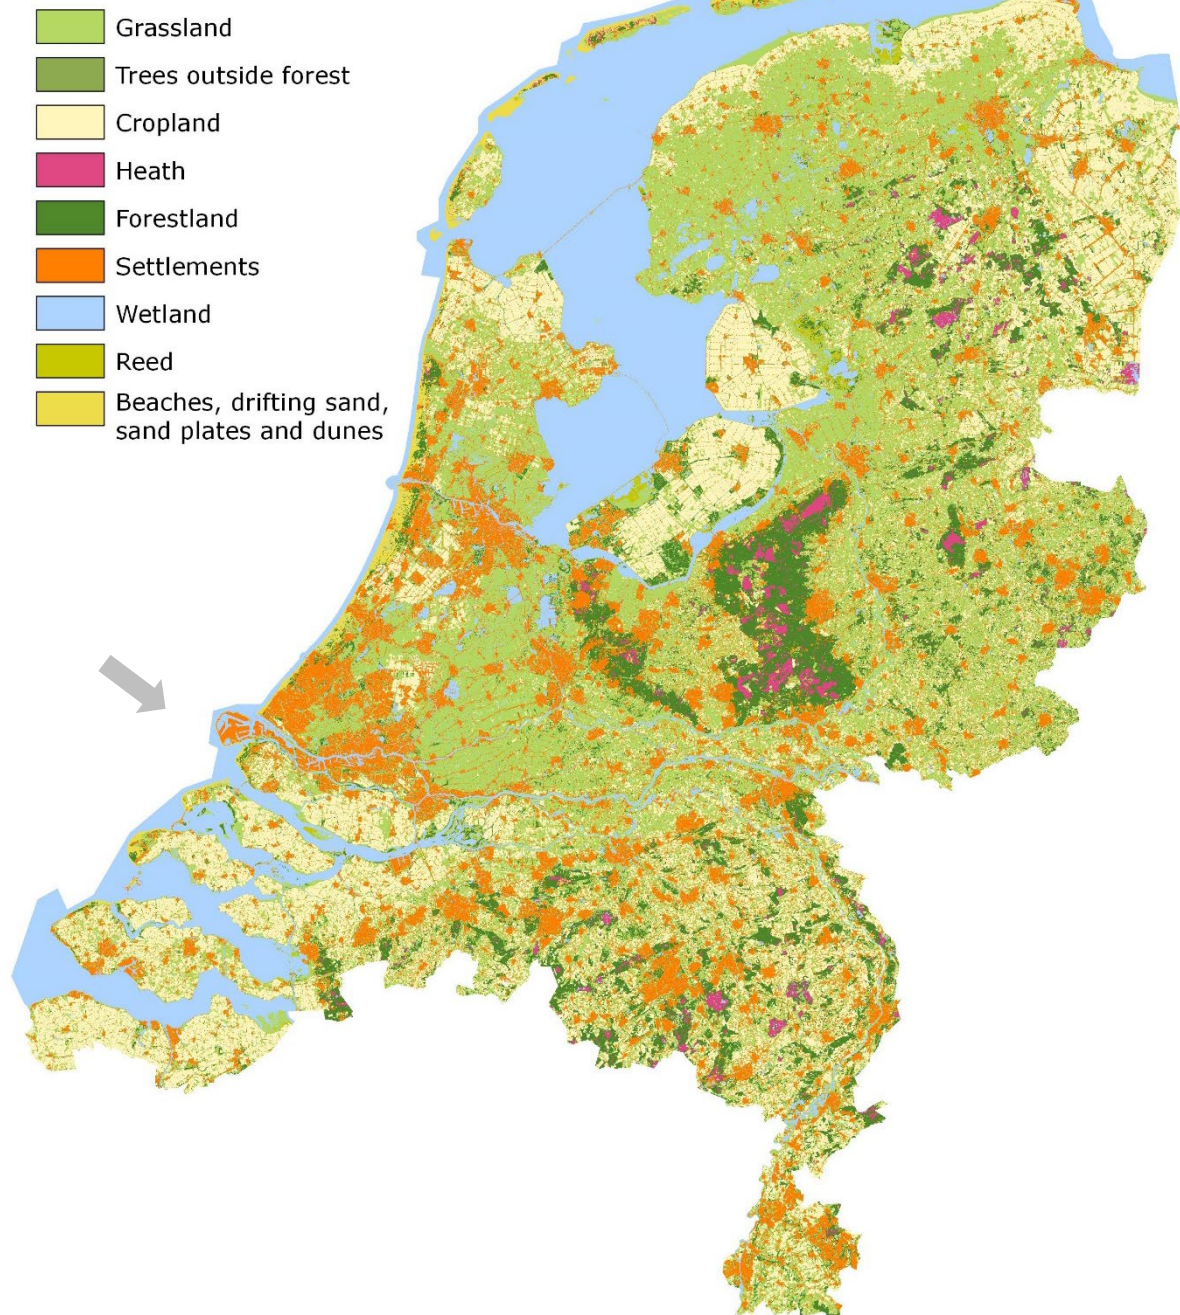 Grassland
Trees outside forest
Cropland
Heath
Forestland
Settlements
Wetland
Reed
Beaches, drifting sand,
sand plates and dunes